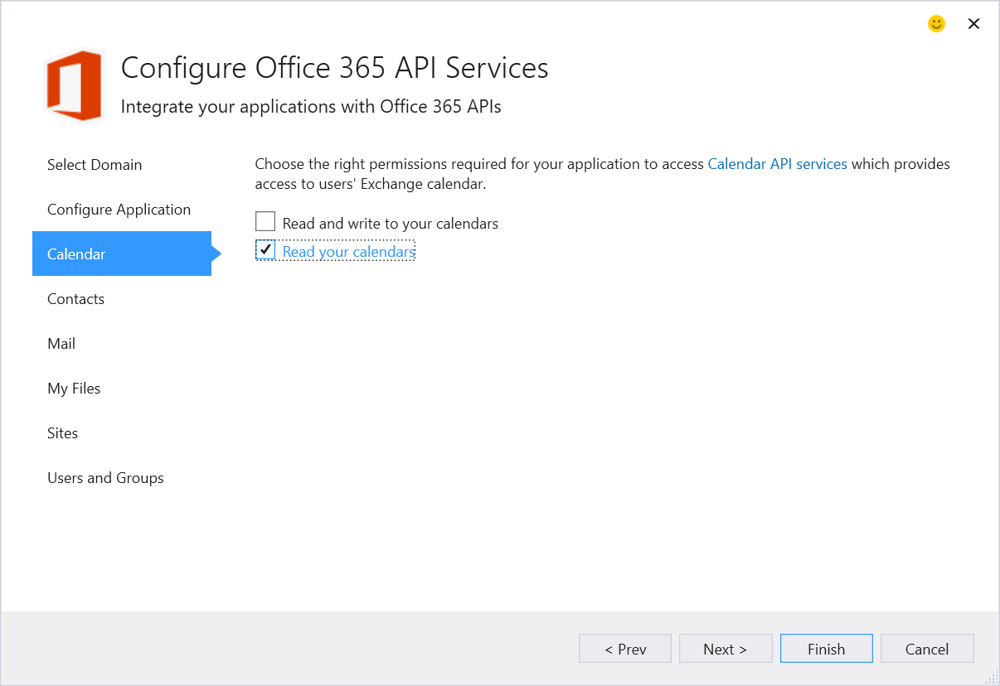 Configure Office 365 API Services
Integrate your applications with Office 365 APIs
Select Domain
Configure Application
Calendar
Contacts
Mail
My Files
Sites
Users and Groups
Choose the right permissions required for your application to access Calendar API services which provides
access to users' Exchange calendar.
Read and write to your calendars
Read your calendars
< Prev
Next >
Finish
Cancel